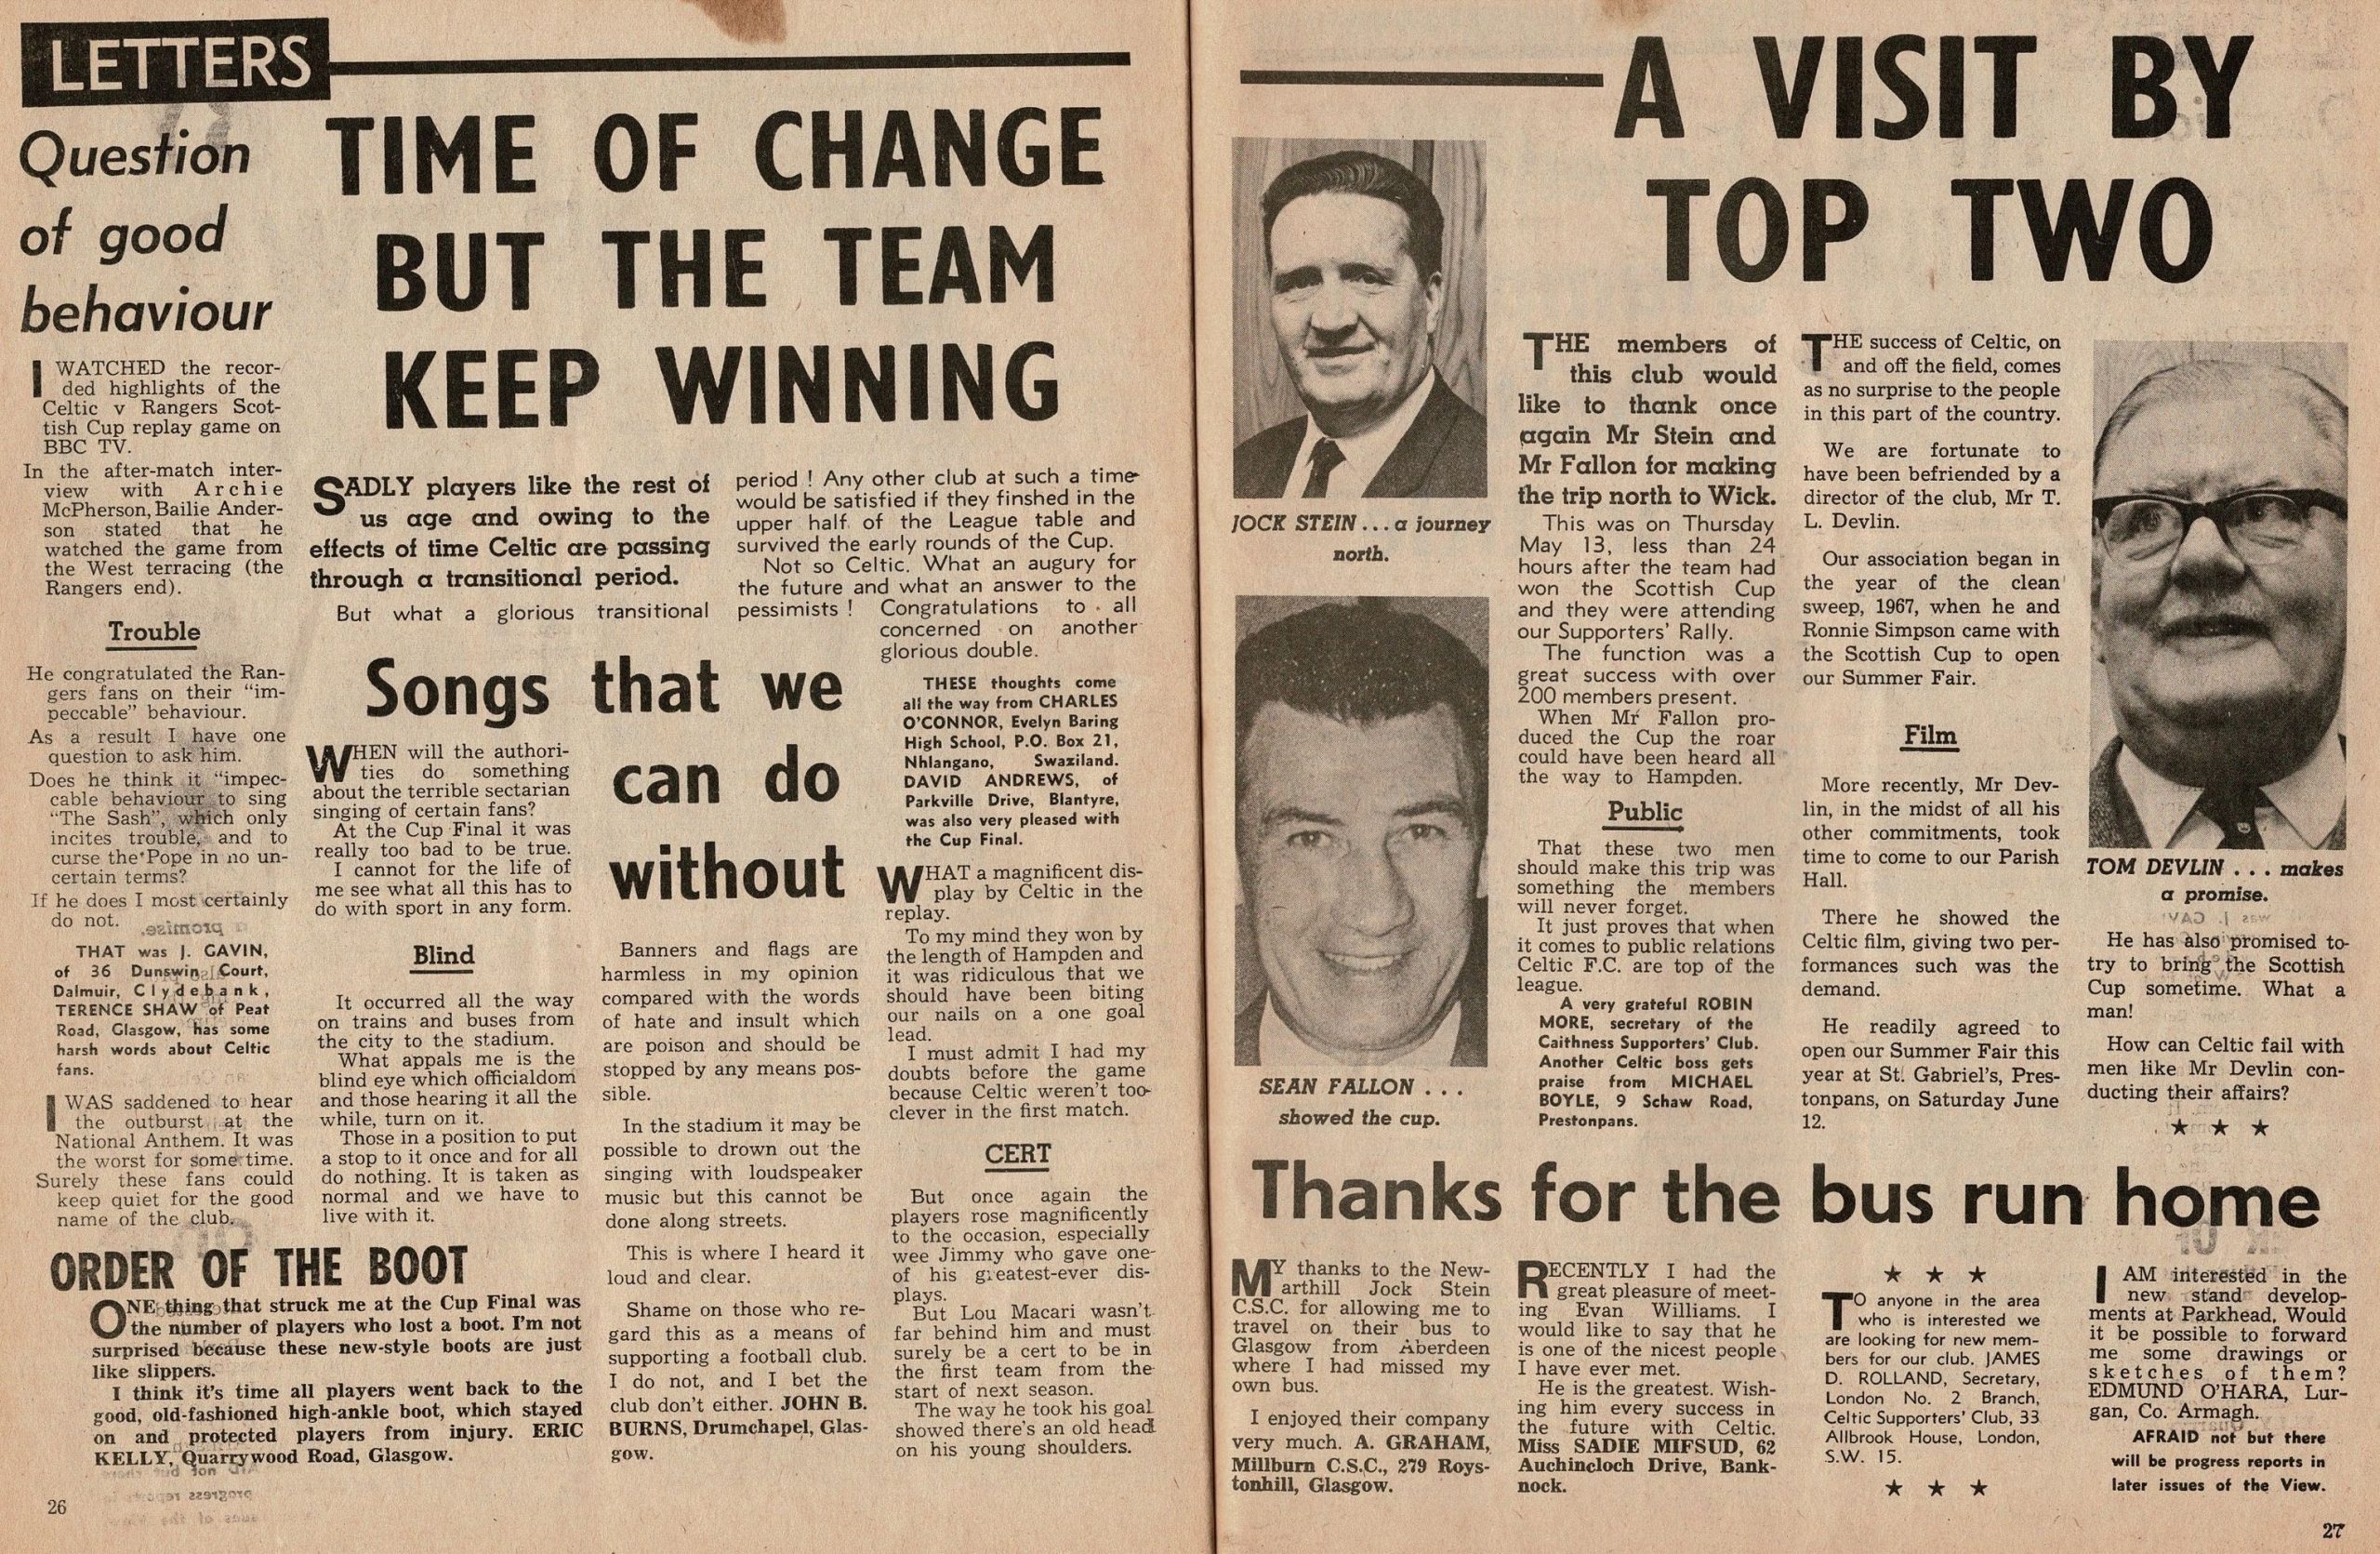 LETTERS
Question
of good
behaviour
I WATCHED the recor-
ded highlights of the
Celtic v Rangers Scot-
tish Cup replay game on
BBC TV.
In the after-match inter-
view with Archie
McPherson, Bailie Ander-
son stated that he
watched the game from
the West terracing (the
Rangers end).
Trouble
He congratulated the Ran-
gers fans on their "im-
peccable" behaviour.
As a result I have one
question to ask him.
Does he think it "impec-
cable behaviour to sing
"The Sash", which only
incites trouble, and to
curse the Pope in no un-
certain terms?
If he does I most certainly
do not.
THAT was J. GAVIN,
of 36 Dunswin Court,
Dalmuir, Clydebank,
TERENCE SHAW of Peat
Road, Glasgow, has some
harsh words about Celtic
fans.
I WAS saddened to hear
the outburst at the
National Anthem. It was
the worst for some time.
Surely these fans could
keep quiet for the good
name of the club.
TIME OF CHANGE
BUT THE TEAM
KEEP WINNING
SADLY players like the rest of
us age and owing to the
effects of time Celtic are passing
through a transitional period.
But what a glorious transitional
period ! Any other club at such a time
would be satisfied if they finshed in the
upper half of the League table and
survived the early rounds of the Cup.
Not so Celtic. What an augury for
the future and what an answer to the
pessimists ! Congratulations to all
concerned on another
glorious double.
THESE thoughts come
all the way from CHARLES
O'CONNOR, Evelyn Baring
High School, P.O. Box 21,
Nhlangano, Swaziland.
DAVID ANDREWS, of
Parkville Drive, Blantyre,
was also very pleased with
the Cup Final.
WHAT a magnificent dis-
play by Celtic in the
replay.
To my mind they won by
the length of Hampden and
it was ridiculous that we
should have been biting
our nails on a one goal
lead.
I must admit I had my
doubts before the game
because Celtic weren't too
clever in the first match.
CERT
But once again the
players rose magnificently
to the occasion, especially
wee Jimmy who gave one
of his greatest-ever dis-
plays.
But Lou Macari wasn't
far behind him and must
surely be a cert to be in
the first team from the
start of next season.
The way he took his goal
showed there's an old head
on his young shoulders.
Songs that we
can do
without
WHEN will the authori-
ties do something
about the terrible sectarian
singing of certain fans?
At the Cup Final it was
really too bad to be true.
I cannot for the life of
me see what all this has to
do with sport in any form.
Blind
It occurred all the way
on trains and buses from
the city to the stadium.
What appals me is the
blind eye which officialdom
and those hearing it all the
while, turn on it.
Those in a position to put
a stop to it once and for all
do nothing. It is taken as
normal and we have to
live with it.
Banners and flags are
harmless in my opinion
compared with the words
of hate and insult which
are poison and should be
stopped by any means pos-
sible.
In the stadium it may be
possible to drown out the
singing with loudspeaker
music but this cannot be
done along streets.
This is where I heard it
loud and clear.
Shame on those who re-
gard this as a means of
supporting a football club.
I do not, and I bet the
club don't either. JOHN B.
BURNS, Drumchapel, Glas-
gow.
ORDER OF THE BOOT
ONE thing that struck me at the Cup Final was
the number of players who lost a boot. I'm not
surprised because these new-style boots are just
like slippers.
I think it's time all players went back to the
good, old-fashioned high-ankle boot, which stayed
on and protected players from injury. ERIC
KELLY, Quarrywood Road, Glasgow.
26
A VISIT BY
TOP TWO
JOCK STEIN ... a journey
north.
SEAN FALLON . . .
showed the cup.
THE members of
this club would
like to thank once
again Mr Stein and
Mr Fallon for making
the trip north to Wick.
This was on Thursday
May 13, less than 24
hours after the team had
won the Scottish Cup
and they were attending
our Supporters' Rally.
The function was a
great success with over
200 members present.
When Mr Fallon pro-
duced the Cup the roar
could have been heard all
the way to Hampden.
Public
That these two men
should make this trip was
something the members
will never forget.
It just proves that when
it comes to public relations
Celtic F.C. are top of the
league.
A very grateful ROBIN
MORE, secretary of the
Caithness Supporters' Club.
Another Celtic boss gets
praise from MICHAEL
BOYLE, 9 Schaw Road,
Prestonpans.
THE success of Celtic, on
and off the field, comes
as no surprise to the people
in this part of the country.
We are fortunate to
have been befriended by a
director of the club, Mr T.
L. Devlin.
Our association began in
the year of the clean
sweep, 1967, when he and
Ronnie Simpson came with
the Scottish Cup to open
our Summer Fair.
Film
More recently, Mr Dev-
lin, in the midst of all his
other commitments, took
time to come to our Parish
Hall.
There he showed the
Celtic film, giving two per-
formances such was the
demand.
He readily agreed to
open our Summer Fair this
year at St. Gabriel's, Pres-
tonpans, on Saturday June
12.
TOM DEVLIN . . . makes
a promise.
He has also promised to
try to bring the Scottish
Cup sometime. What a
man!
How can Celtic fail with
men like Mr Devlin con-
ducting their affairs?
★ ★ ★
Thanks for the bus run home
MY thanks to the New-
arthill Jock Stein
C.S.C. for allowing me to
travel on their bus to
Glasgow from Aberdeen
where I had missed my
own bus.
I enjoyed their company
very much. A. GRAHAM,
Millburn C.S.C., 279 Roys-
tonhill, Glasgow.
RECENTLY I had the
great pleasure of meet-
ing Evan Williams. I
would like to say that he
is one of the nicest people
I have ever met.
He is the greatest. Wish-
ing him every success in
the future with Celtic.
Miss SADIE MIFSUD, 62
Auchincloch Drive, Bank-
nock.
★ ★ ★
TO anyone in the area
who is interested we
are looking for new mem-
bers for our club. JAMES
D. ROLLAND, Secretary,
London No. 2 Branch,
Celtic Supporters' Club, 33
Allbrook House, London,
S.W. 15.
★ ★ ★
I AM interested in the
new stand develop-
ments at Parkhead. Would
it be possible to forward
me some drawings or
sketches of them?
EDMUND O'HARA, Lur-
gan, Co. Armagh.
AFRAID not but there
will be progress reports in
later issues of the View.
27